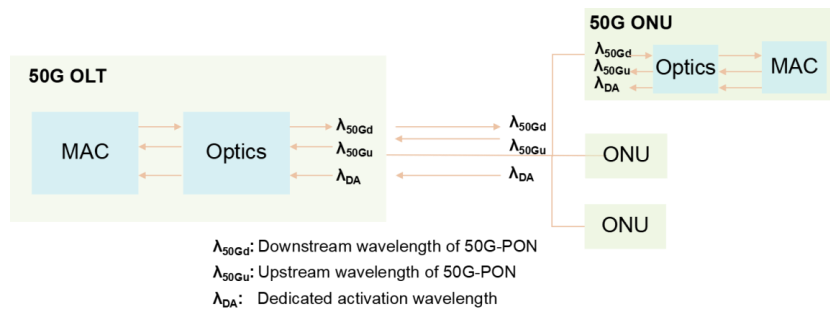 50G OLT
MAC
Optics
λ50Gd
λ50Gu
λDA
λ50Gd
λ50Gu
λDA
50G ONU
λ50Gd
λ50Gu
λDA
Optics
MAC
ONU
ONU
λ50Gd: Downstream wavelength of 50G-PON
λ50Gu: Upstream wavelength of 50G-PON
λDA: Dedicated activation wavelength